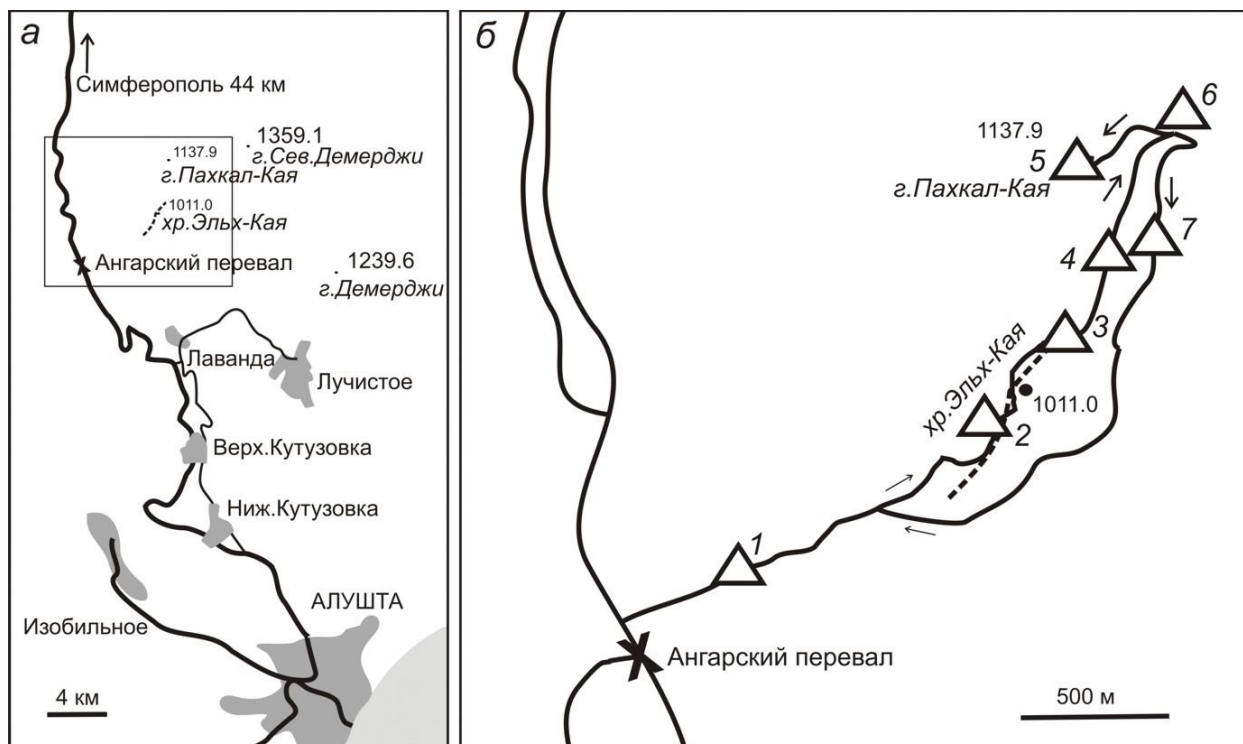 а
Симферополь 44 км
1359.1
г.Сев.Демерджи
1137.9
г.Пахкал-Кая
1011.0
хр.Эльх-Кая
Ангарский перевал
1239.6
г.Демерджи
Лаванда
Лучистое
Верх.Кутузовка
Ниж.Кутузовка
АЛУШТА
Изобильное
4 км
б
6
1137.9
5
г.Пахкал-Кая
7
4
3
хр.Эльх-Кая
1011.0
2
1
Ангарский перевал
500 м